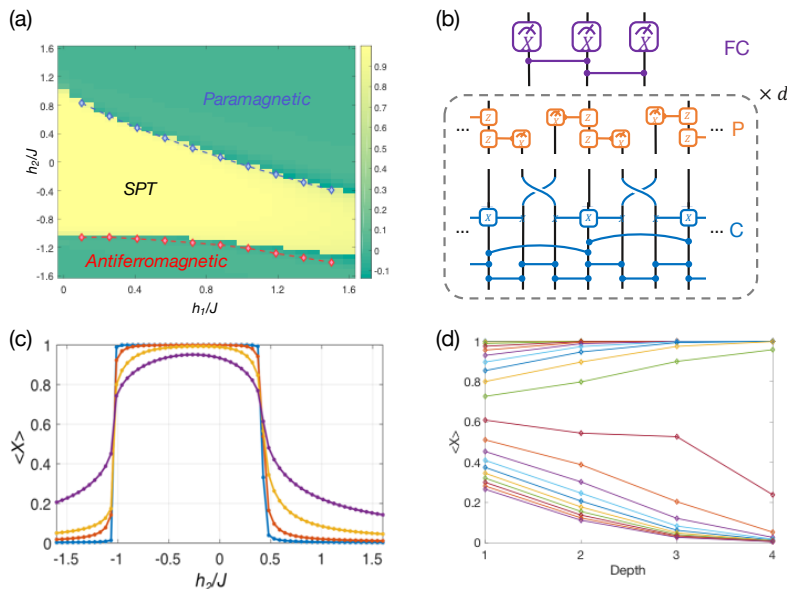 (a)
1.6
1.2
0.8
0.4
0
-0.4
-0.8
-1.2
-1.6
h₂/J
Paramagnetic
SPT
Antiferromagnetic
0 0.4 0.8 1.2 1.6
h₁/J
0.9
0.8
0.7
0.6
0.5
0.4
0.3
0.2
0.1
0
-0.1
(b)
X X X FC
× d
... Z Z Z ... P
Z Y Y Z Y Y Z
... X X X ... C
(c)
1
0.8
0.6
0.4
0.2
0
<X>
-1.5 -1 -0.5 0 0.5 1 1.5
h₂/J
(d)
1
0.8
0.6
0.4
0.2
0
<X>
1 2 3 4
Depth